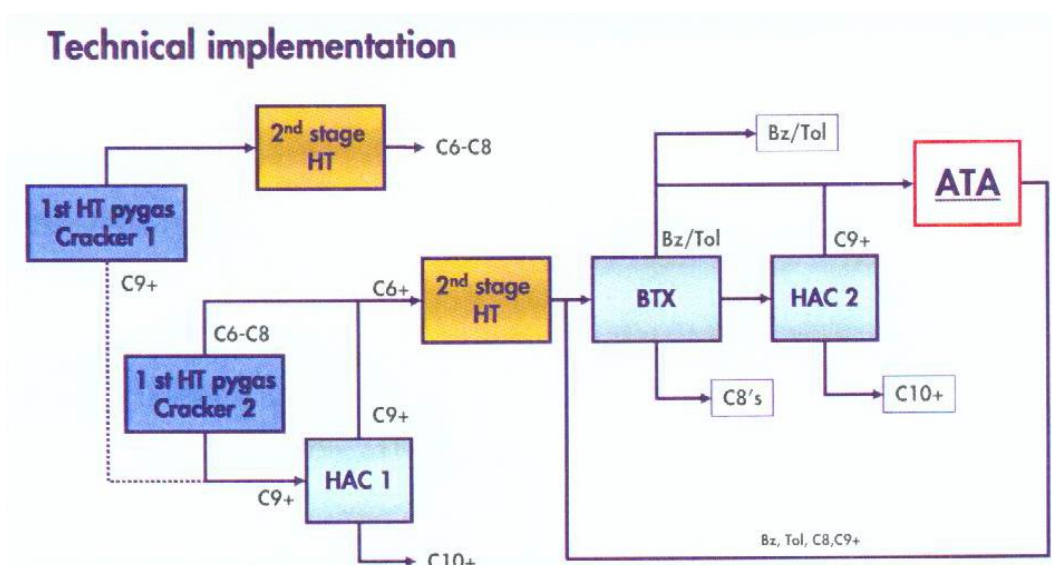 Technical implementation
2nd stage
HT
C6-C8
Bz/Tol
ATA
1st HT pygas
Cracker 1
C9+
C6+
2nd stage
HT
Bz/Tol
C9+
BTX
HAC 2
C6-C8
1 st HT pygas
Cracker 2
C9+
C8's
C10+
HAC 1
C9+
Bz, Tol, C8,C9+
C10+